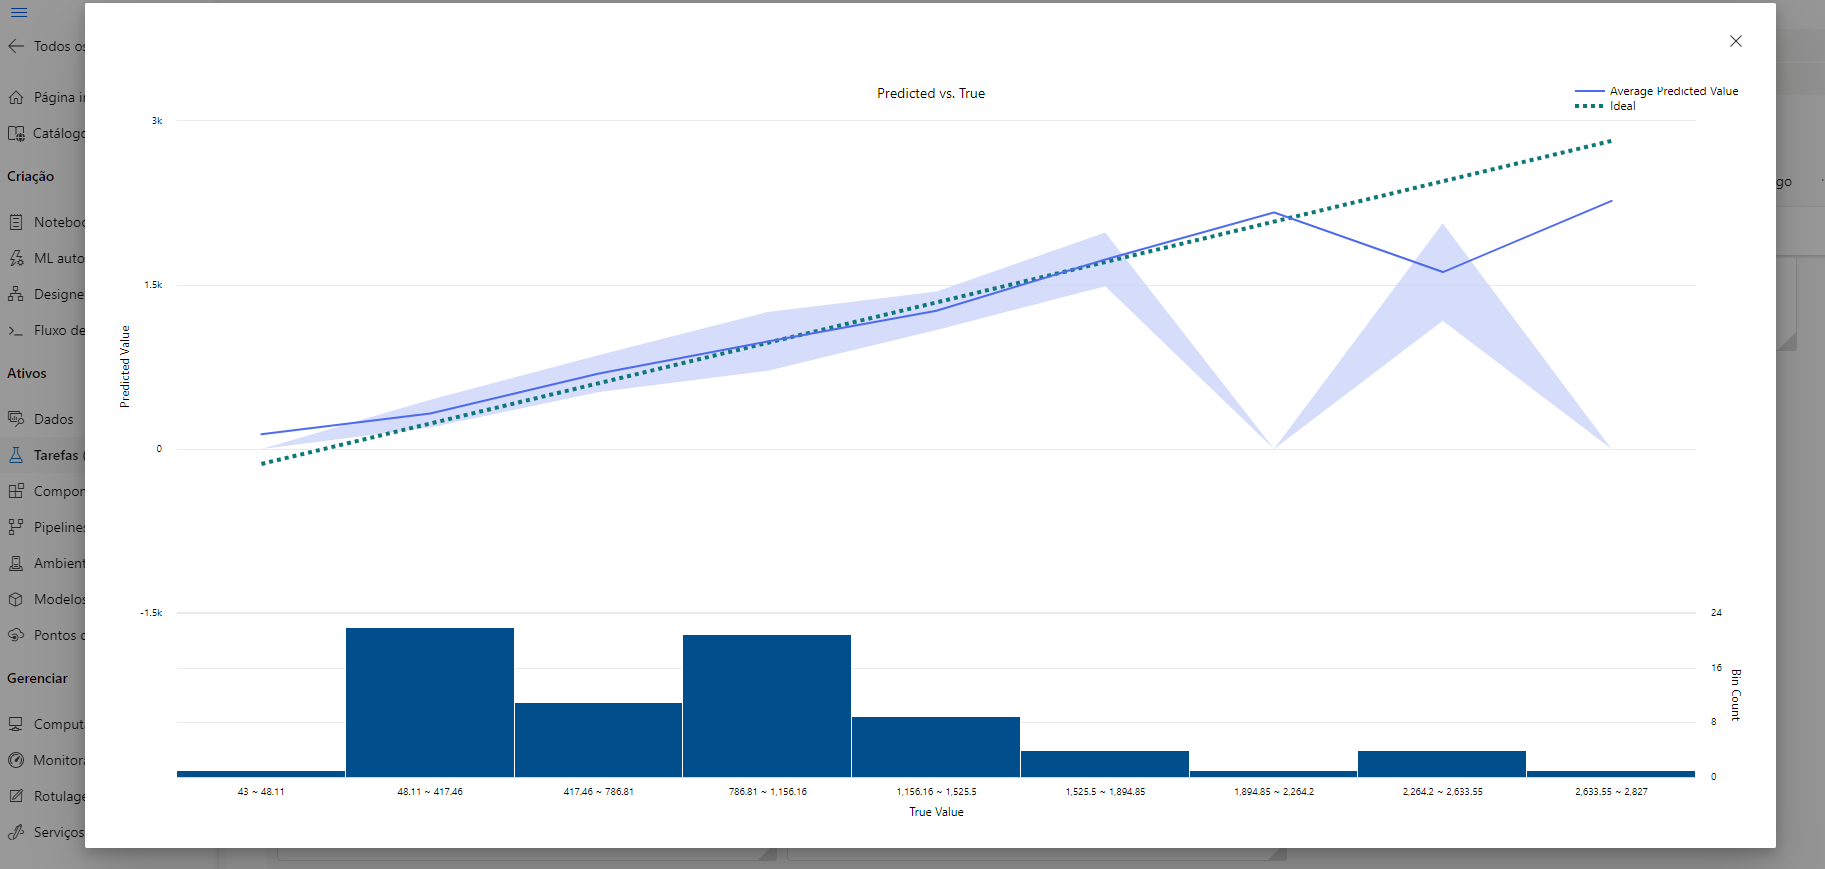 Todos os
Página i
Catálogo
Criação
Notebo
ML auto
Designe
Fluxo de
Ativos
Dados
Tarefas (
Compor
Pipelines
Ambient
Modelos
Pontos
Gerenciar
Comput
Monitor
Rotulage
Serviços
go
Predicted vs. True
Average Predicted Value
Ideal
3k
1.5k
0
-1.5k
Predicted Value
24
16
8
0
Bin Count
43 ~ 48.11
48.11 ~ 417.46
417.46 ~ 786.81
786.81 ~ 1,156.16
1,156.16 ~ 1,525.5
1,525.5 ~ 1,894.85
1,894.85 ~ 2,264.2
2,264.2 ~ 2,633.55
2,633.55 ~ 2,827
True Value